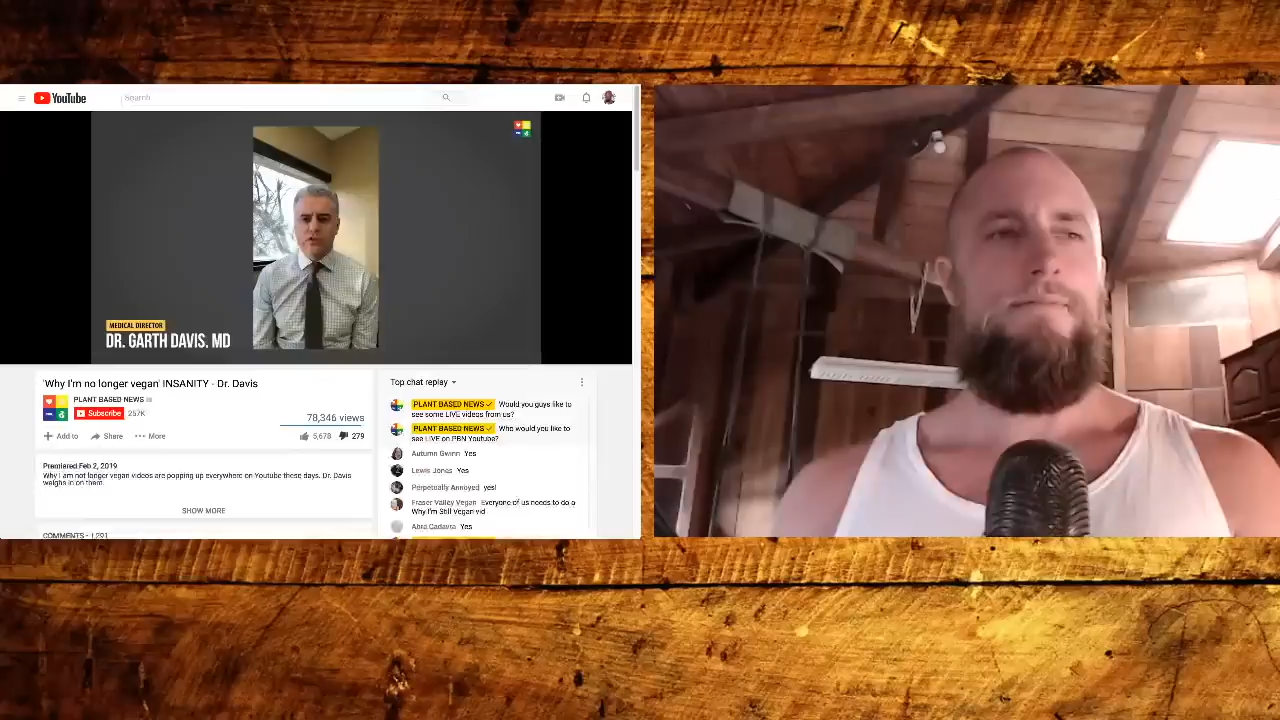 YouTube
Search
MEDICAL DIRECTOR
DR. GARTH DAVIS, MD
'Why I'm no longer vegan' INSANITY - Dr. Davis
PLANT BASED NEWS
Subscribe 257K
78,346 views
Add to Share More
5,678 279
Premiered Feb 2, 2019
Why I am not longer vegan videos are popping up everywhere on Youtube these days. Dr. Davis
weighs in on them.
SHOW MORE
COMMENTS • 1,291
Top chat replay
PLANT BASED NEWS Would you guys like to
see some LIVE videos from us?
PLANT BASED NEWS Who would you like to
see LIVE on PBN Youtube?
Autumn Gwinn Yes
Lewis Jones Yes
Perpetually Annoyed yes!
Fraser Valley Vegan Everyone of us needs to do a
Why I'm Still Vegan vid
Abra Cadavra Yes